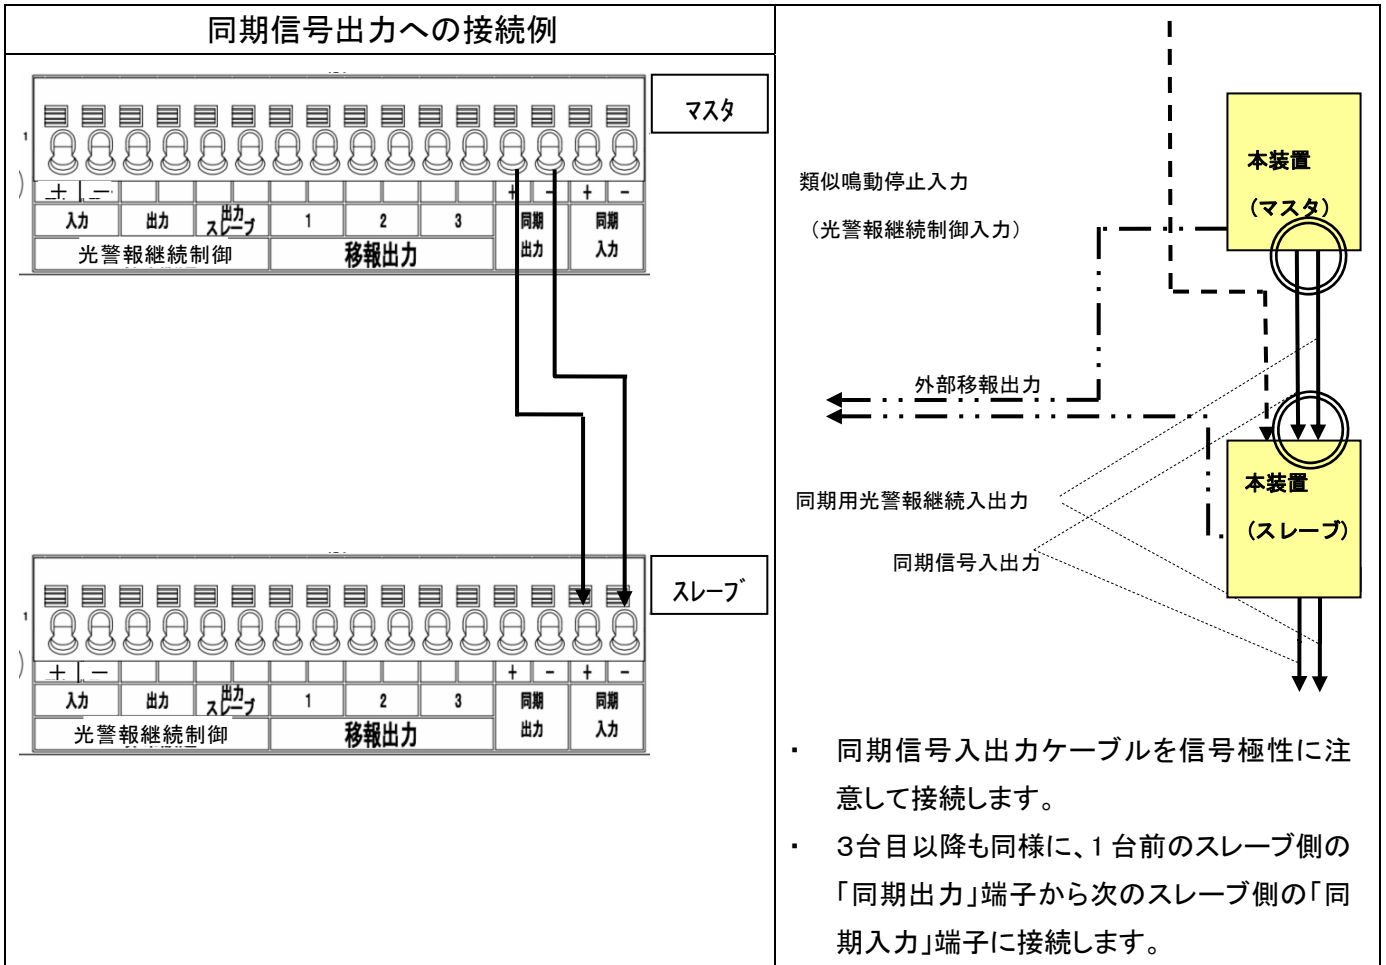 同期信号出力への接続例
マスタ
1
＋ － ＋ － ＋ －
入力 出力 出力スレーブ 1 2 3 同期出力 同期入力
光警報継続制御 移報出力
スレーブ
1
＋ － ＋ － ＋ －
入力 出力 出力スレーブ 1 2 3 同期出力 同期入力
光警報継続制御 移報出力
本装置
（マスタ）
類似鳴動停止入力
（光警報継続制御入力）
外部移報出力
本装置
（スレーブ）
同期用光警報継続入出力
同期信号入出力
・ 同期信号入出力ケーブルを信号極性に注
意して接続します。
・ 3台目以降も同様に、1 台前のスレーブ側の
「同期出力」端子から次のスレーブ側の「同
期入力」端子に接続します。